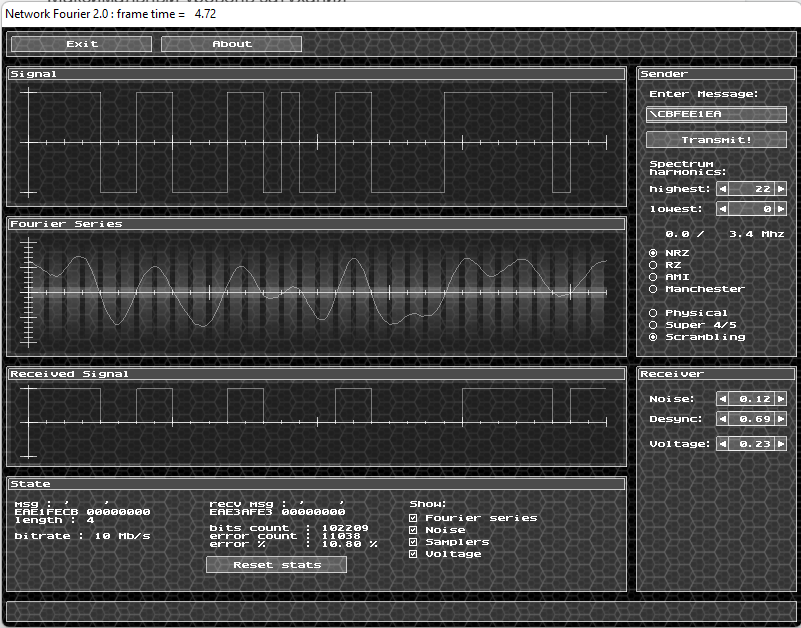 Network Fourier 2.0 : frame time = 4.72
Exit
About
Signal
Sender
Enter Message:
\CBFEE1EA
Transmit!
Spectrum
harmonics:
highest: 22
lowest: 0
0.0 / 3.4 Mhz
NRZ
RZ
AMI
Manchester
Physical
Super 4/5
Scrambling
Fourier Series
Received Signal
Receiver
Noise: 0.12
Desync: 0.69
Voltage: 0.23
State
msg : ' '
EAE1FECB 00000000
length : 4
bitrate : 10 Mb/s
recv msg : ' '
EAE3AFE3 00000000
bits count : 102209
error count : 11038
error % : 10.80 %
Reset stats
Show:
Fourier series
Noise
Samplers
Voltage